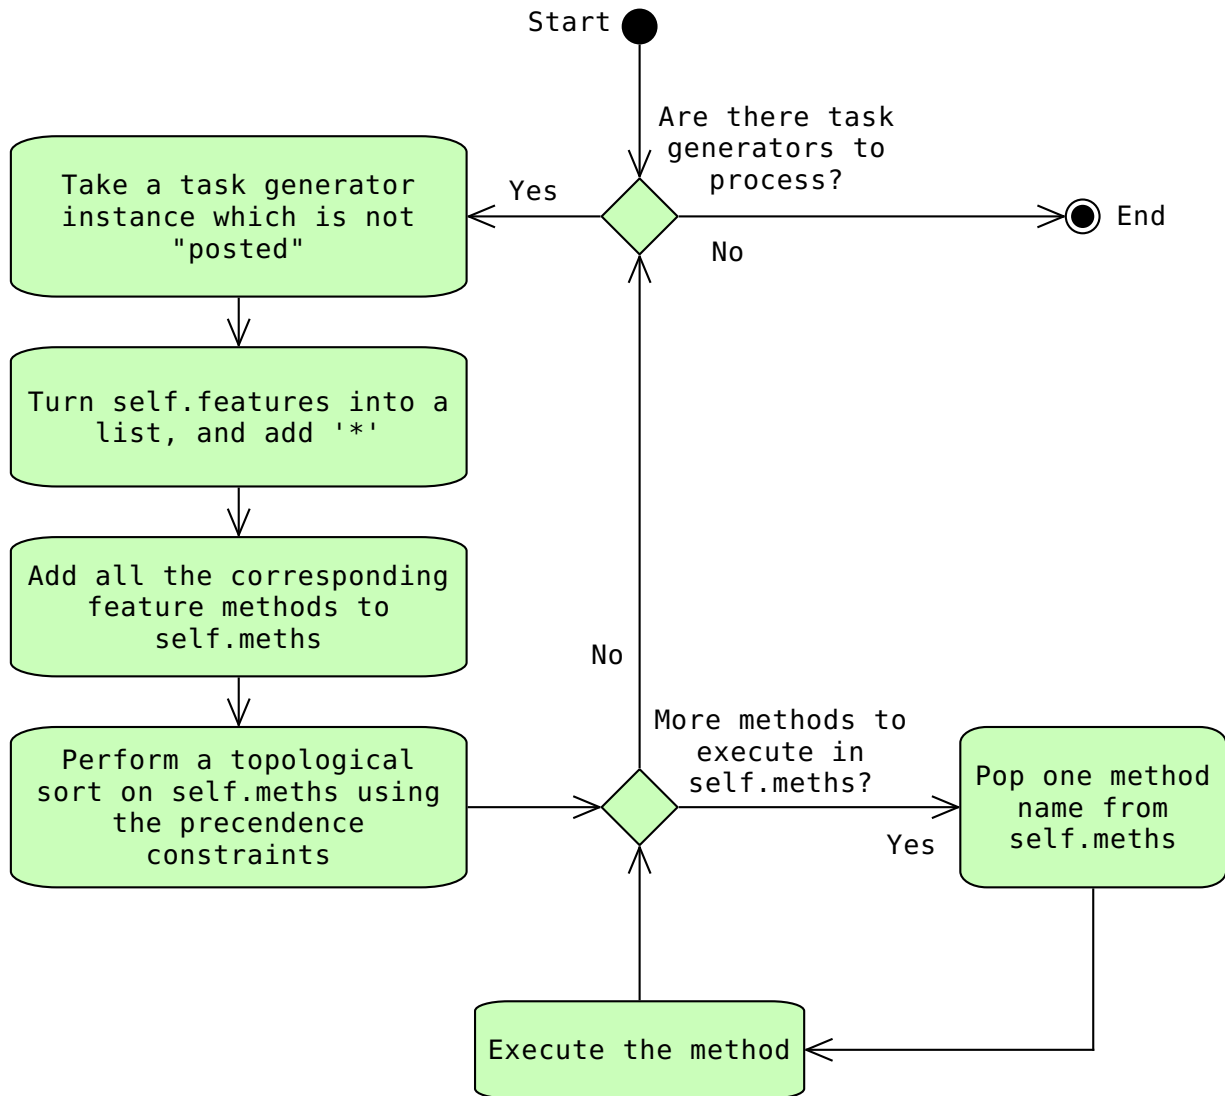 Start
Are there task
generators to
process?
Yes
No
End
Take a task generator
instance which is not
"posted"
Turn self.features into a
list, and add '*'
Add all the corresponding
feature methods to
self.meths
Perform a topological
sort on self.meths using
the precendence
constraints
No
More methods to
execute in
self.meths?
Yes
Pop one method
name from
self.meths
Execute the method